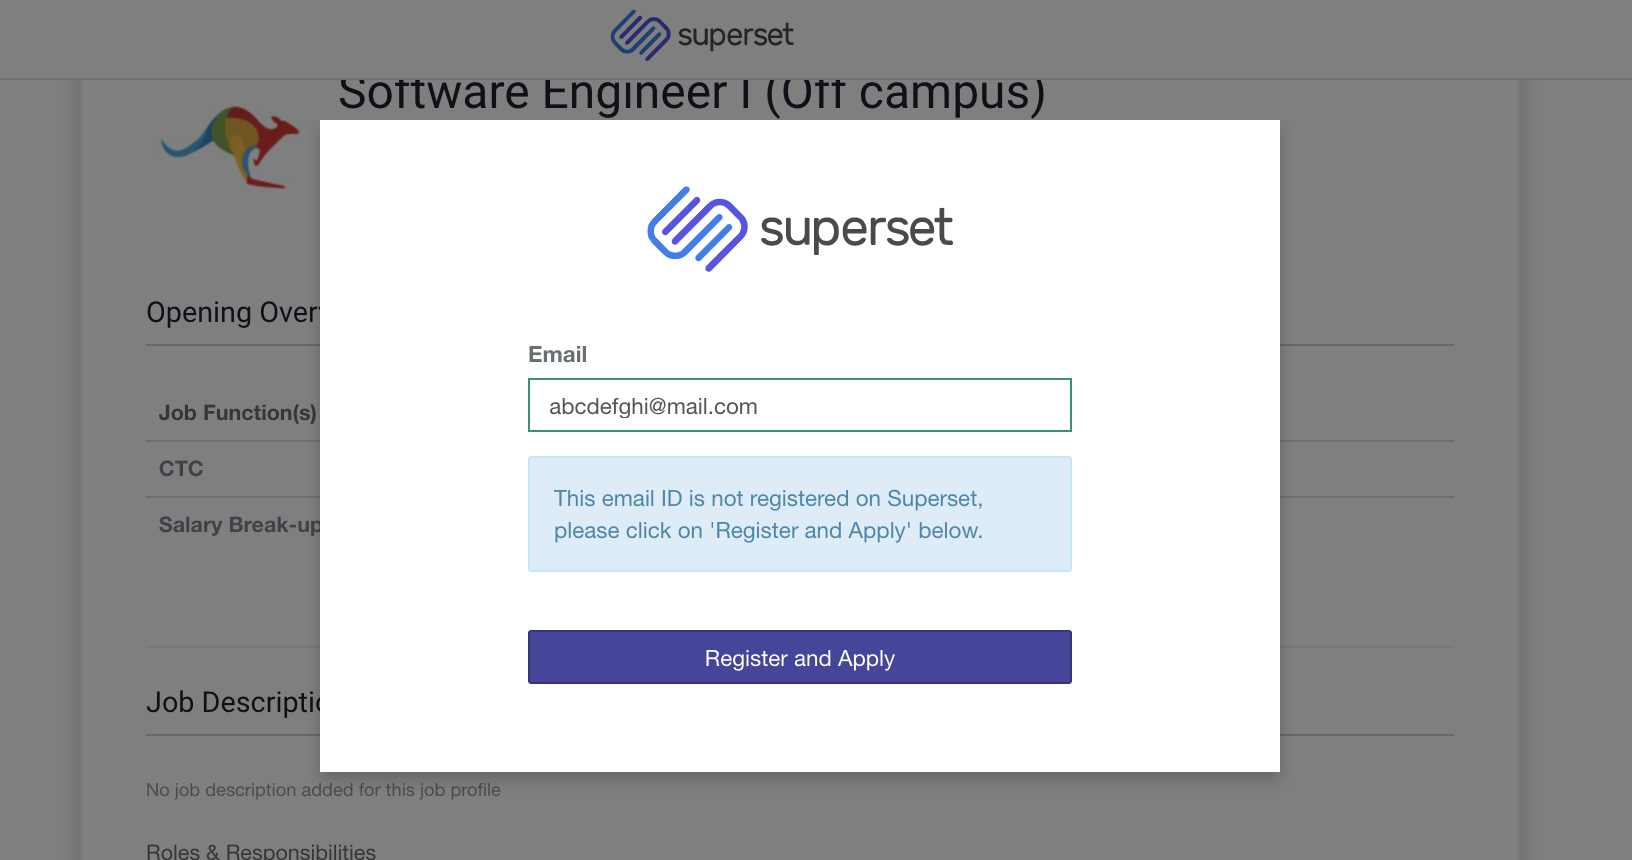 superset
Software Engineer I (Off campus)
superset
Opening Over
Email
abcdefghi@mail.com
Job Function(s)
CTC
This email ID is not registered on Superset,
please click on 'Register and Apply' below.
Salary Break-up
Register and Apply
Job Descriptio
No job description added for this job profile
Roles & Responsibilities